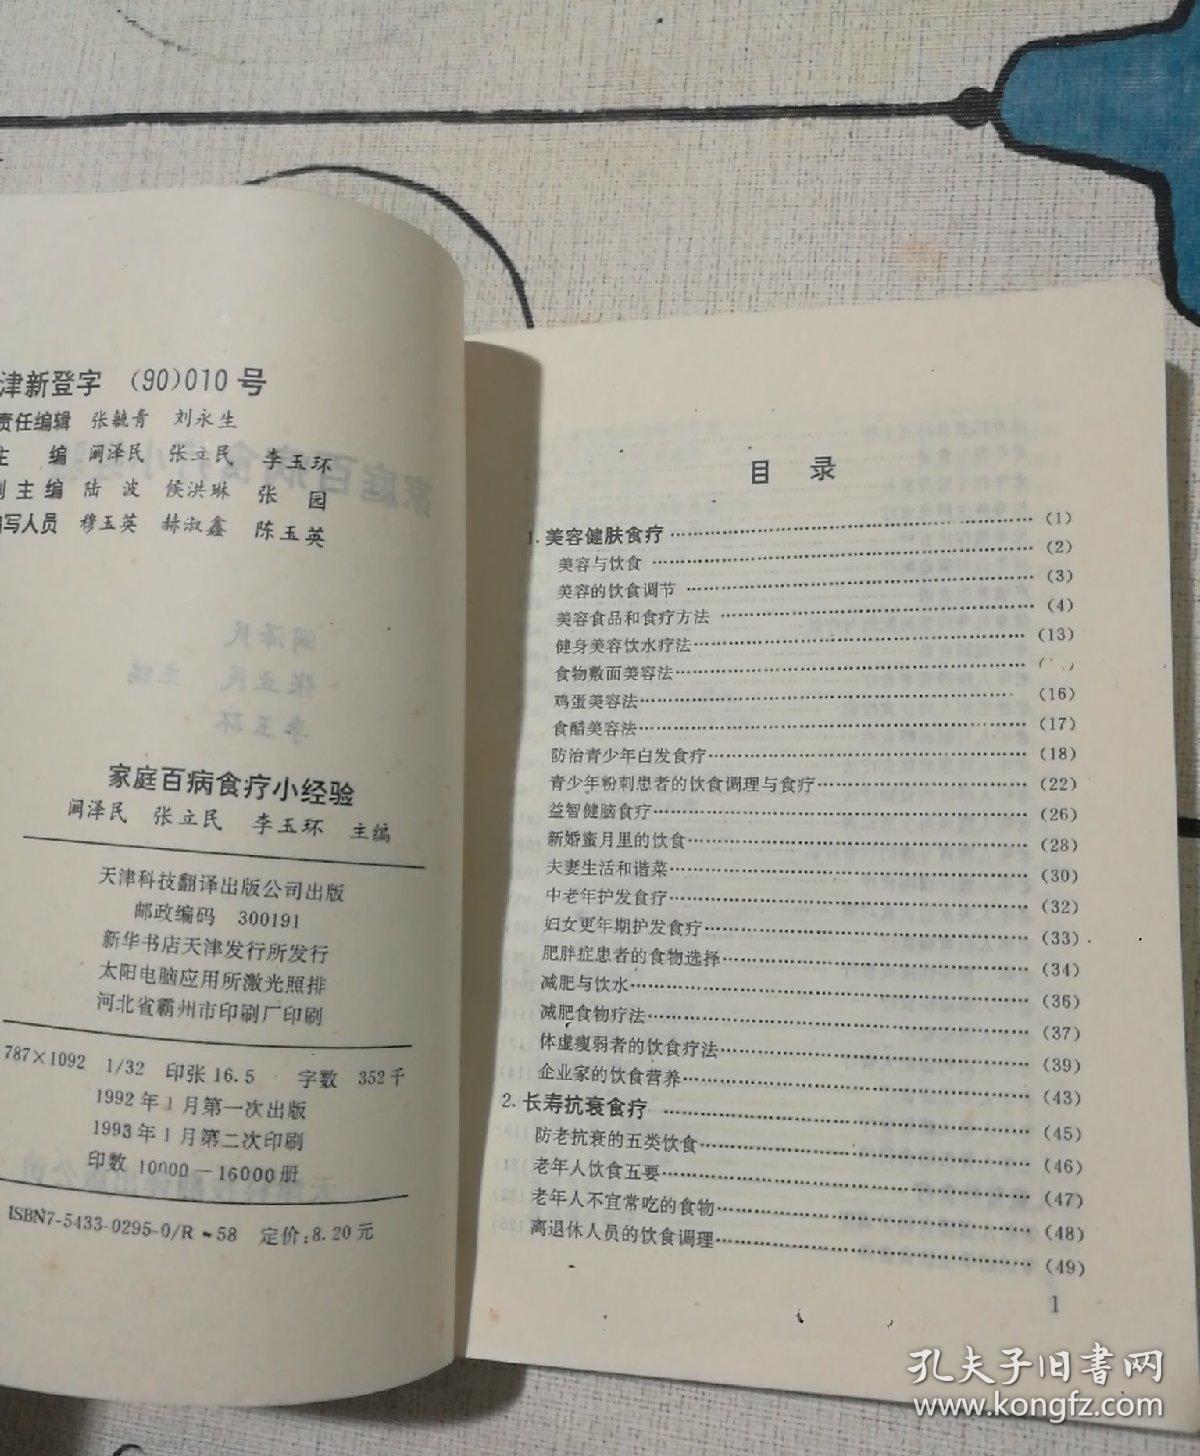 津新登字 (90)010号
责任编辑 张毓青 刘永生
主 编 阚泽民 张立民 李玉环
副主编 陆 波 侯洪琳 张 园
编写人员 穆玉英 赫淑鑫 陈玉英
家庭百病食疗小经验
阚泽民 张立民 李玉环 主编
天津科技翻译出版公司出版
邮政编码 300191
新华书店天津发行所发行
太阳电脑应用所激光照排
河北省霸州市印刷厂印刷
787×1092 1/32 印张16.5 字数 352千
1992年1月第一次出版
1993年1月第二次印刷
印数 10000—16000册
ISBN7-5433-0295-0/R·58 定价:8.20元
目 录
1.美容健肤食疗……(1)
美容与饮食……(2)
美容的饮食调节……(3)
美容食品和食疗方法……(4)
健身美容饮水疗法……(13)
食物敷面美容法……
鸡蛋美容法……(16)
食醋美容法……(17)
防治青少年白发食疗……(18)
青少年粉刺患者的饮食调理与食疗……(22)
益智健脑食疗……(26)
新婚蜜月里的饮食……(28)
夫妻生活和谐菜……(30)
中老年护发食疗……(32)
妇女更年期护发食疗……(33)
肥胖症患者的食物选择……(34)
减肥与饮水……(36)
减肥食物疗法……(37)
体虚瘦弱者的饮食疗法……(39)
企业家的饮食营养……(43)
2.长寿抗衰食疗……(45)
防老抗衰的五类饮食……(46)
老年人饮食五要……(47)
老年人不宜常吃的食物……(48)
离退休人员的饮食调理……(49)
1
孔夫子旧书网
www.kongfz.com